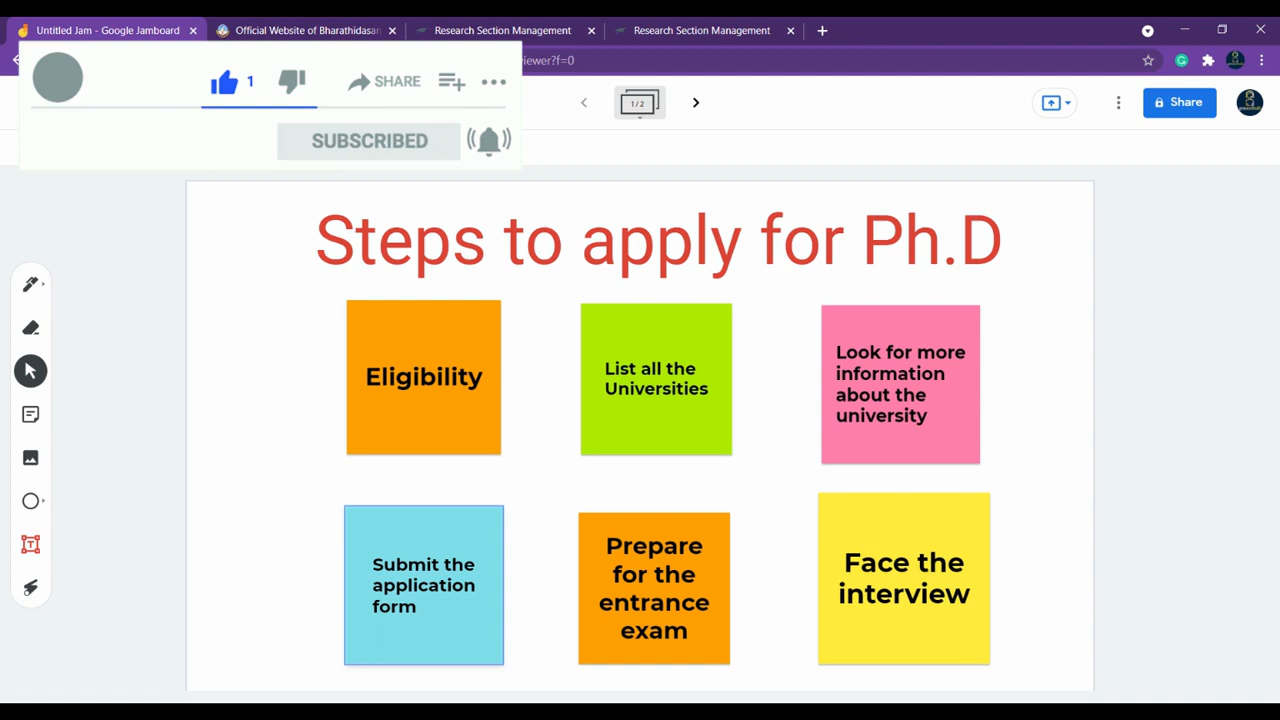 Untitled Jam - Google Jamboard
Official Website of Bharathidasan
Research Section Management
Research Section Management
viewer?f=0
1
SHARE
SUBSCRIBED
1 / 2
Share
Steps to apply for Ph.D
Eligibility
List all the
Universities
Look for more
information
about the
university
Submit the
application
form
Prepare
for the
entrance
exam
Face the
interview